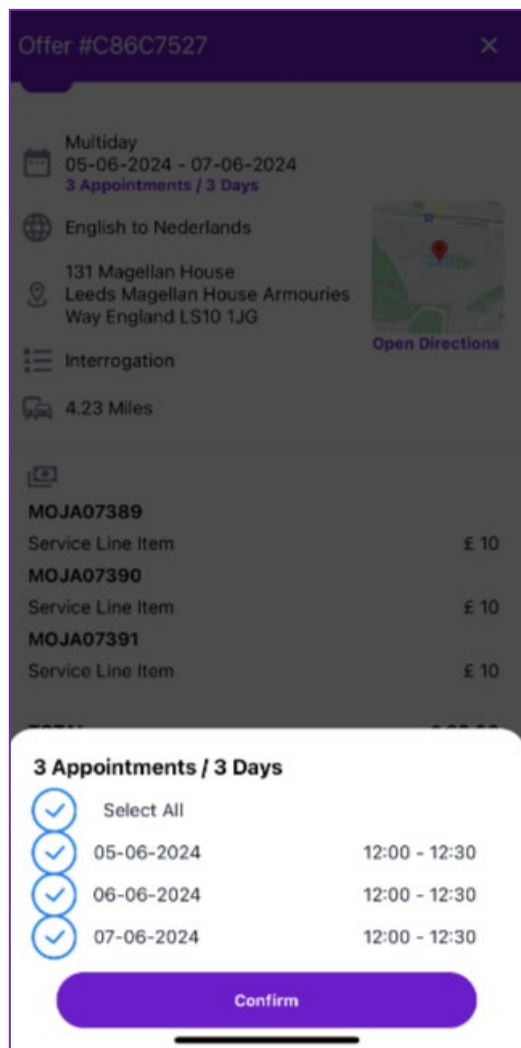 Offer #C86C7527
Multiday
05-06-2024 - 07-06-2024
3 Appointments / 3 Days
English to Nederlands
131 Magellan House
Leeds Magellan House Armouries
Way England LS10 1JG
Open Directions
Interrogation
4.23 Miles
MOJA07389
Service Line Item £ 10
MOJA07390
Service Line Item £ 10
MOJA07391
Service Line Item £ 10
3 Appointments / 3 Days
Select All
05-06-2024 12:00 - 12:30
06-06-2024 12:00 - 12:30
07-06-2024 12:00 - 12:30
Confirm